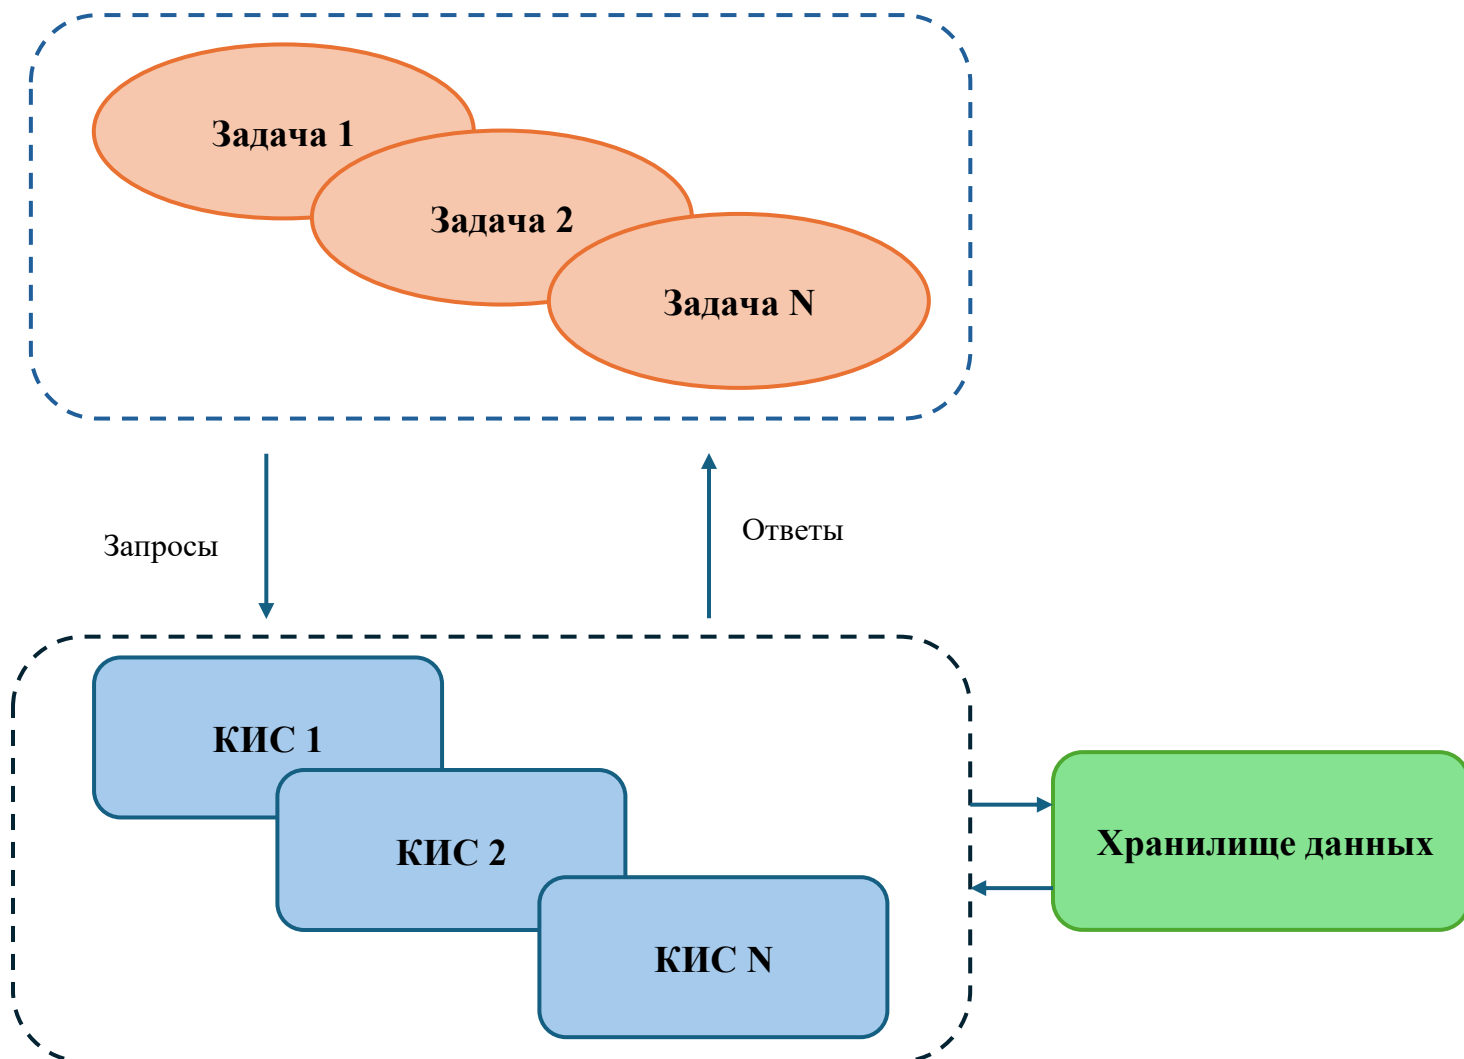 Задача 1
Задача 2
Задача N
Запросы
Ответы
КИС 1
КИС 2
КИС N
Хранилище данных